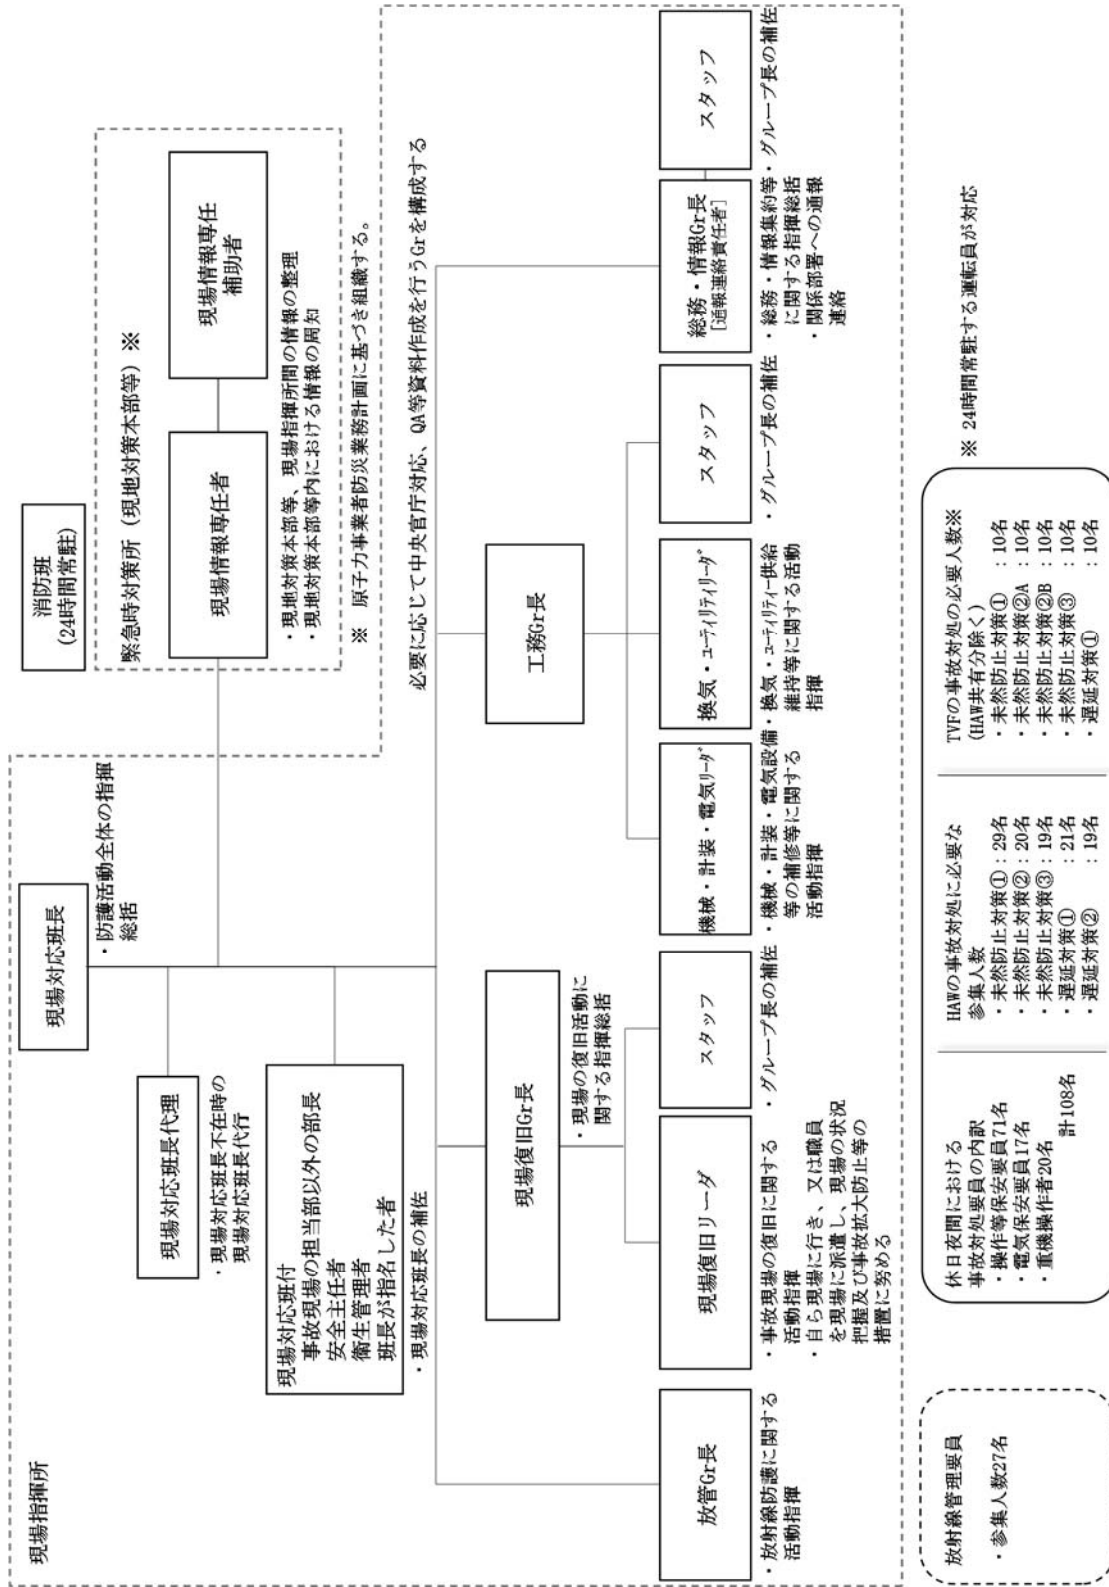 現場指揮所
現場対応班長
・防護活動全体の指揮
総括
現場対応班長代理
・現場対応班長不在時の
現場対応班長代行
現場対応班付
事故現場の担当部以外の部長
安全主任者
衛生管理者
班長が指名した者
・現場対応班長の補佐
消防班
(24時間常駐)
緊急時対策所（現地対策本部等）※
現場情報専任者
現場情報専任
補助者
・現地対策本部等、現場指揮所間の情報の整理
・現地対策本部等内における情報の周知
※　原子力事業者防災業務計画に基づき組織する。
必要に応じて中央官庁対応、QA等資料作成を行うGrを構成する
現場復旧Gr長
・現場の復旧活動に
関する指揮総括
工務Gr長
放管Gr長
・放射線防護に関する
活動指揮
現場復旧リーダ
・事故現場の復旧に関する
活動指揮
・自ら現場に行き、又は職員
を現場に派遣し、現場の状況
把握及び事故拡大防止等の
措置に努める
スタッフ
・グループ長の補佐
機械・計装・電気リーダ
・機械・計装・電気設備
等の補修等に関する
活動指揮
換気・ユーティリティリーダ
・換気・ユーティリティー供給
維持等に関する活動
指揮
スタッフ
・グループ長の補佐
総務・情報Gr長
[通報連絡責任者]
・総務・情報集約等
に関する指揮総括
・関係部署への通報
連絡
スタッフ
・グループ長の補佐
放射線管理要員
・参集人数27名
休日夜間における
事故対処要員の内訳
・操作等保安要員71名
・電気保安要員17名
・重機操作者20名
計108名
HAWの事故対処に必要な
参集人数
・未然防止対策①：29名
・未然防止対策②：20名
・未然防止対策③：19名
・遅延対策①　：21名
・遅延対策②　：19名
TVFの事故対処の必要人数※
(HAW共有分除く)
・未然防止対策①　：10名
・未然防止対策②A　：10名
・未然防止対策②B　：10名
・未然防止対策③　：10名
・遅延対策①　：10名
※ 24時間常駐する運転員が対応